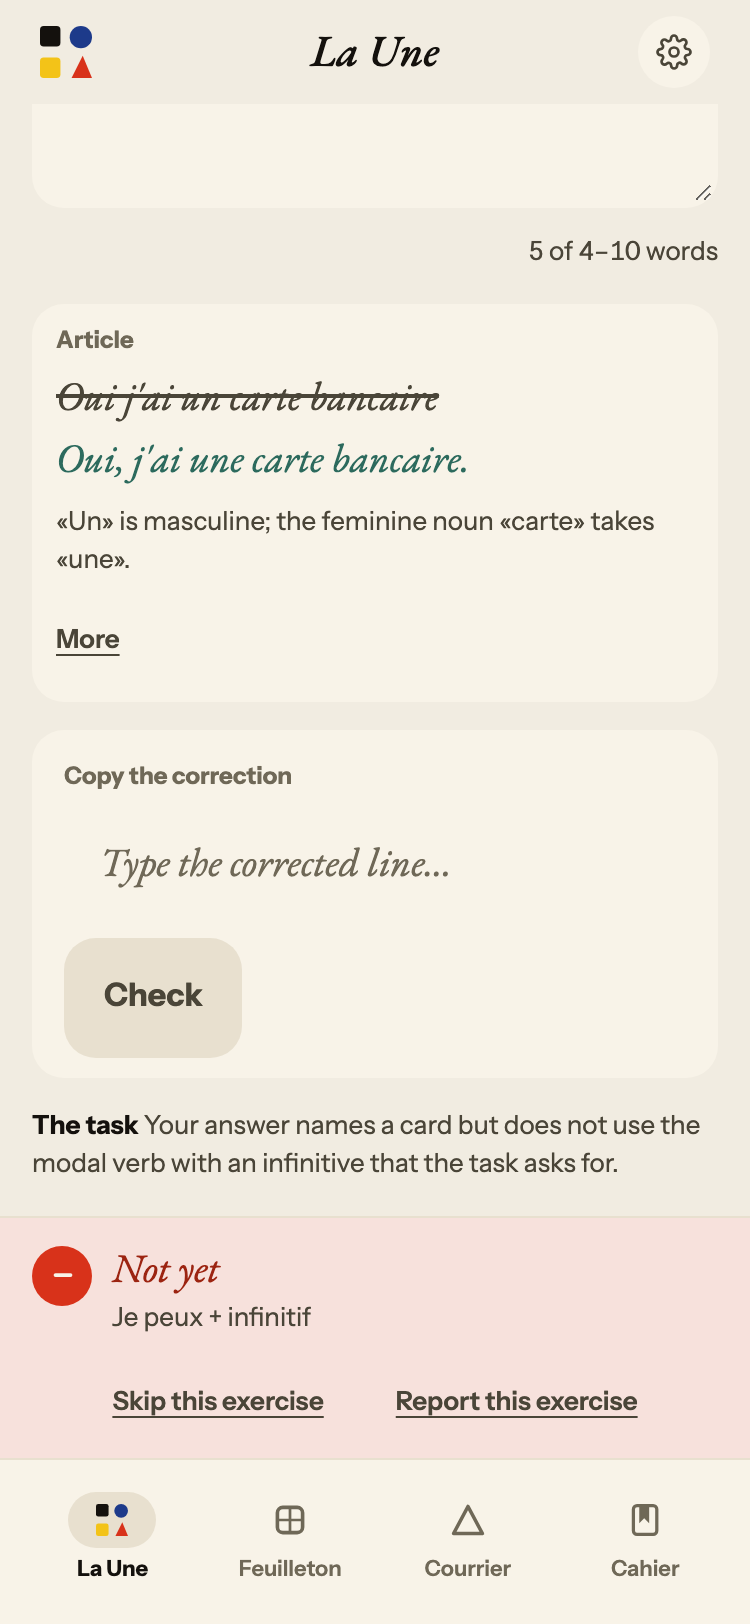 La Une
5 of 4–10 words
Article
Oui j'ai un carte bancaire
Oui, j'ai une carte bancaire.
«Un» is masculine; the feminine noun «carte» takes
«une».
More
Copy the correction
Type the corrected line...
Check
The task Your answer names a card but does not use the
modal verb with an infinitive that the task asks for.
Not yet
Je peux + infinitif
Skip this exercise Report this exercise
La Une Feuilleton Courrier Cahier